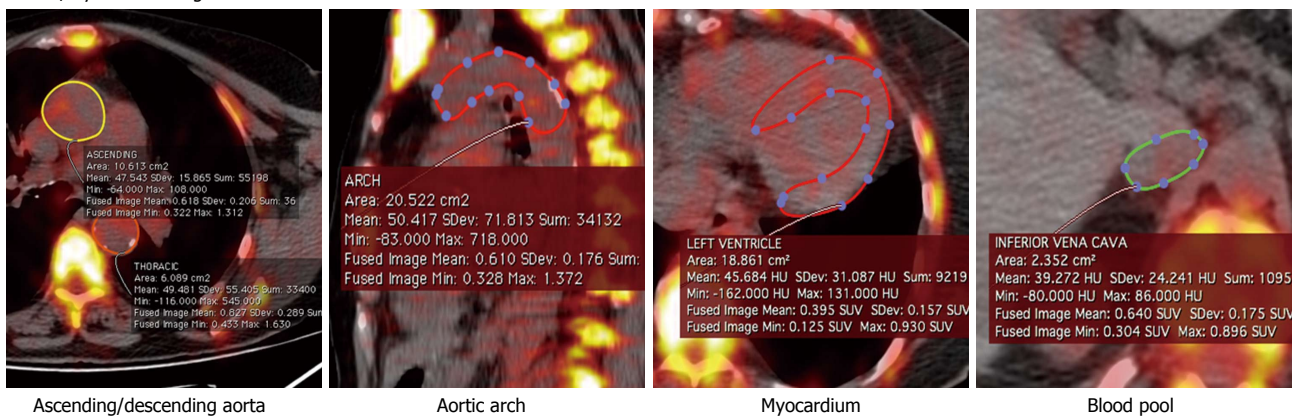 ASCENDING
Area: 10.613 cm2
Mean: 47.543 SDev: 15.865 Sum: 55198
Min: -64.000 Max: 108.000
Fused Image Mean: 0.618 SDev: 0.206 Sum: 36
Fused Image Min: 0.322 Max: 1.312
THORACIC
Area: 6.089 cm2
Mean: 49.481 SDev: 55.405 Sum: 33400
Min: -116.000 Max: 545.000
Fused Image Mean: 0.827 SDev: 0.289 Sum
Fused Image Min: 0.433 Max: 1.630
Ascending/descending aorta
ARCH
Area: 20.522 cm2
Mean: 50.417 SDev: 71.813 Sum: 34132
Min: -83.000 Max: 718.000
Fused Image Mean: 0.610 SDev: 0.176 Sum:
Fused Image Min: 0.328 Max: 1.372
Aortic arch
LEFT VENTRICLE
Area: 18.861 cm²
Mean: 45.684 HU SDev: 31.087 HU Sum: 9219
Min: -162.000 HU Max: 131.000 HU
Fused Image Mean: 0.395 SUV SDev: 0.157 SUV
Fused Image Min: 0.125 SUV Max: 0.930 SUV
Myocardium
INFERIOR VENA CAVA
Area: 2.352 cm²
Mean: 39.272 HU SDev: 24.241 HU Sum: 1095
Min: -80.000 HU Max: 86.000 HU
Fused Image Mean: 0.640 SUV SDev: 0.175 SUV
Fused Image Min: 0.304 SUV Max: 0.896 SUV
Blood pool